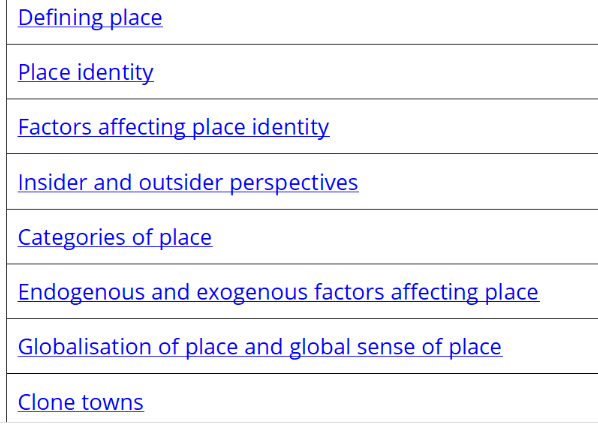 Defining place
Place identity
Factors affecting place identity
Insider and outsider perspectives
Categories of place
Endogenous and exogenous factors affecting place
Globalisation of place and global sense of place
Clone towns